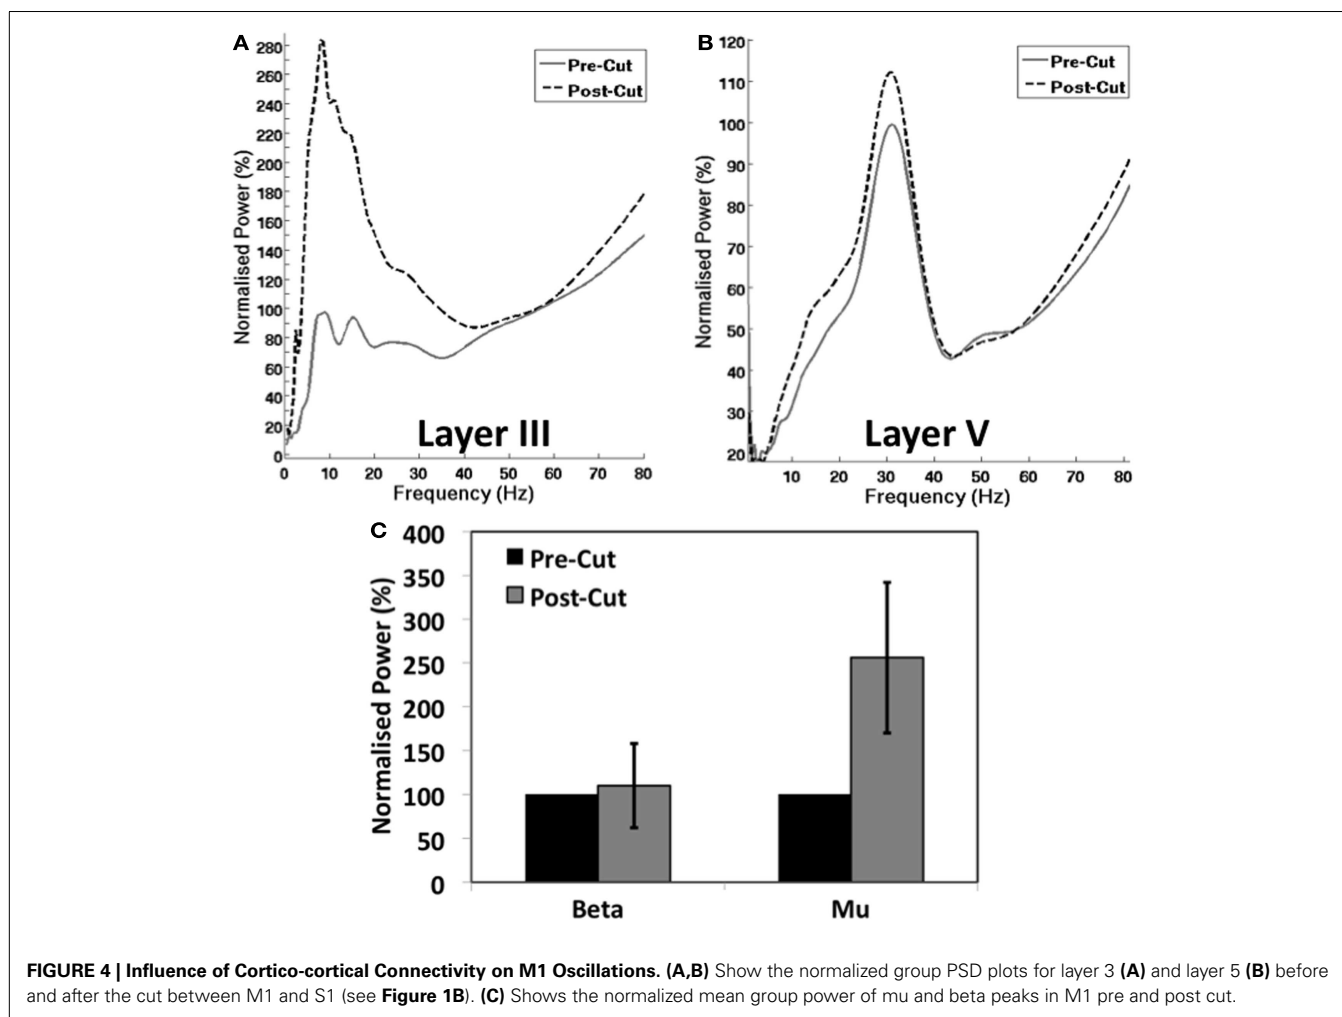 A
Normalised Power (%)
280
260
240
220
200
180
160
140
120
100
80
60
40
20
0
Pre-Cut
Post-Cut
Layer III
0 10 20 30 40 50 60 70 80
Frequency (Hz)
B
Normalised Power (%)
120
110
100
90
80
70
60
50
40
30
20
Pre-Cut
Post-Cut
Layer V
10 20 30 40 50 60 70 80
Frequency (Hz)
C
Normalised Power (%)
400
350
300
250
200
150
100
50
0
Pre-Cut
Post-Cut
Beta Mu
FIGURE 4 | Influence of Cortico-cortical Connectivity on M1 Oscillations. (A,B) Show the normalized group PSD plots for layer 3 (A) and layer 5 (B) before
and after the cut between M1 and S1 (see Figure 1B). (C) Shows the normalized mean group power of mu and beta peaks in M1 pre and post cut.